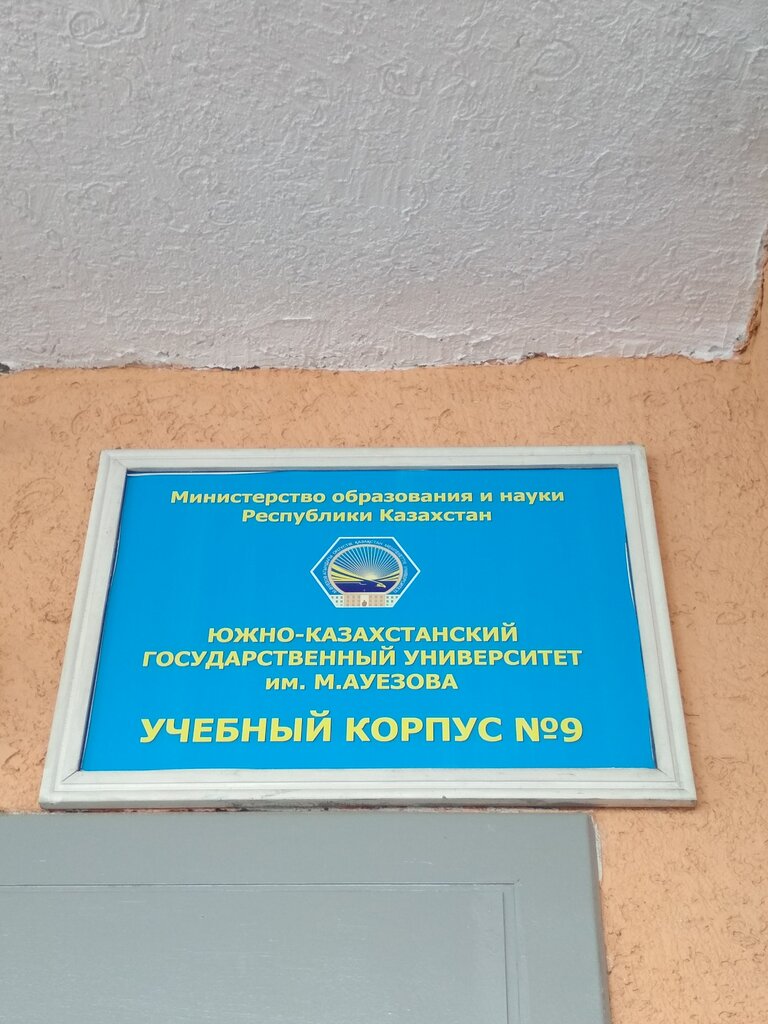 Министерство образования и науки
Республики Казахстан
ЮЖНО-КАЗАХСТАНСКИЙ
ГОСУДАРСТВЕННЫЙ УНИВЕРСИТЕТ
им. М.АУЕЗОВА
УЧЕБНЫЙ КОРПУС №9